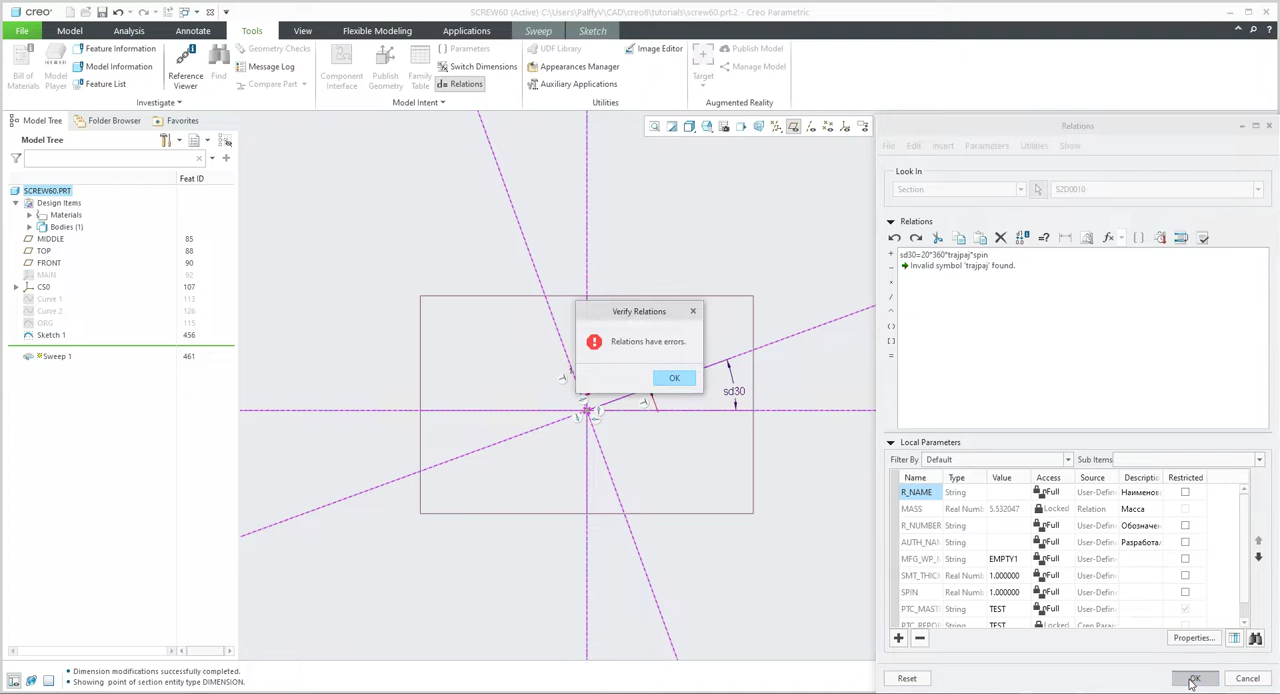 creo®
SCREW60 (Active) C:\Users\PalffyV\CAD\creo8\tutorials\screw60.prt.2 - Creo Parametric
File Model Analysis Annotate Tools View Flexible Modeling Applications Sweep Sketch
Bill of Materials
Model Player
Feature Information
Model Information
Feature List
Investigate
Reference Viewer
Find
Geometry Checks
Message Log
Compare Part
Component Interface
Publish Geometry
Family Table
Parameters
Switch Dimensions
d= Relations
Model Intent
UDF Library
Appearances Manager
Auxiliary Applications
Image Editor
Utilities
Target
Publish Model
Manage Model
Augmented Reality
Model Tree Folder Browser Favorites
Model Tree
Feat ID
SCREW60.PRT
Design Items
Materials
Bodies (1)
MIDDLE 85
TOP 88
FRONT 90
MAIN 92
CS0 107
Curve 1 113
Curve 2 126
ORG 115
Sketch 1 456
Sweep 1 461
Verify Relations
Relations have errors.
OK
sd30
Relations
File Edit Insert Parameters Utilities Show
Look In
Section S2D0010
Relations
sd30=20*360*trajpaj*spin
Invalid symbol 'trajpaj' found.
Local Parameters
Filter By Default Sub Items
Name Type Value Access Source Descriptio Restricted
R_NAME String Full User-Defin Наименов
MASS Real Numb 5.532047 Locked Relation Масса
R_NUMBER String Full User-Defin Обозначен
AUTH_NAM String Full User-Defin Разработал
MFG_WP_N String EMPTY1 Full User-Defin
SMT_THICK Real Numb 1.000000 Full User-Defin
SPIN Real Numb 1.000000 Full User-Defin
PTC_MAST String TEST Full User-Defin
PTC_REPO String TEST Locked Creo Para
Properties...
Reset OK Cancel
• Dimension modifications successfully completed.
• Showing point of section entity type DIMENSION.